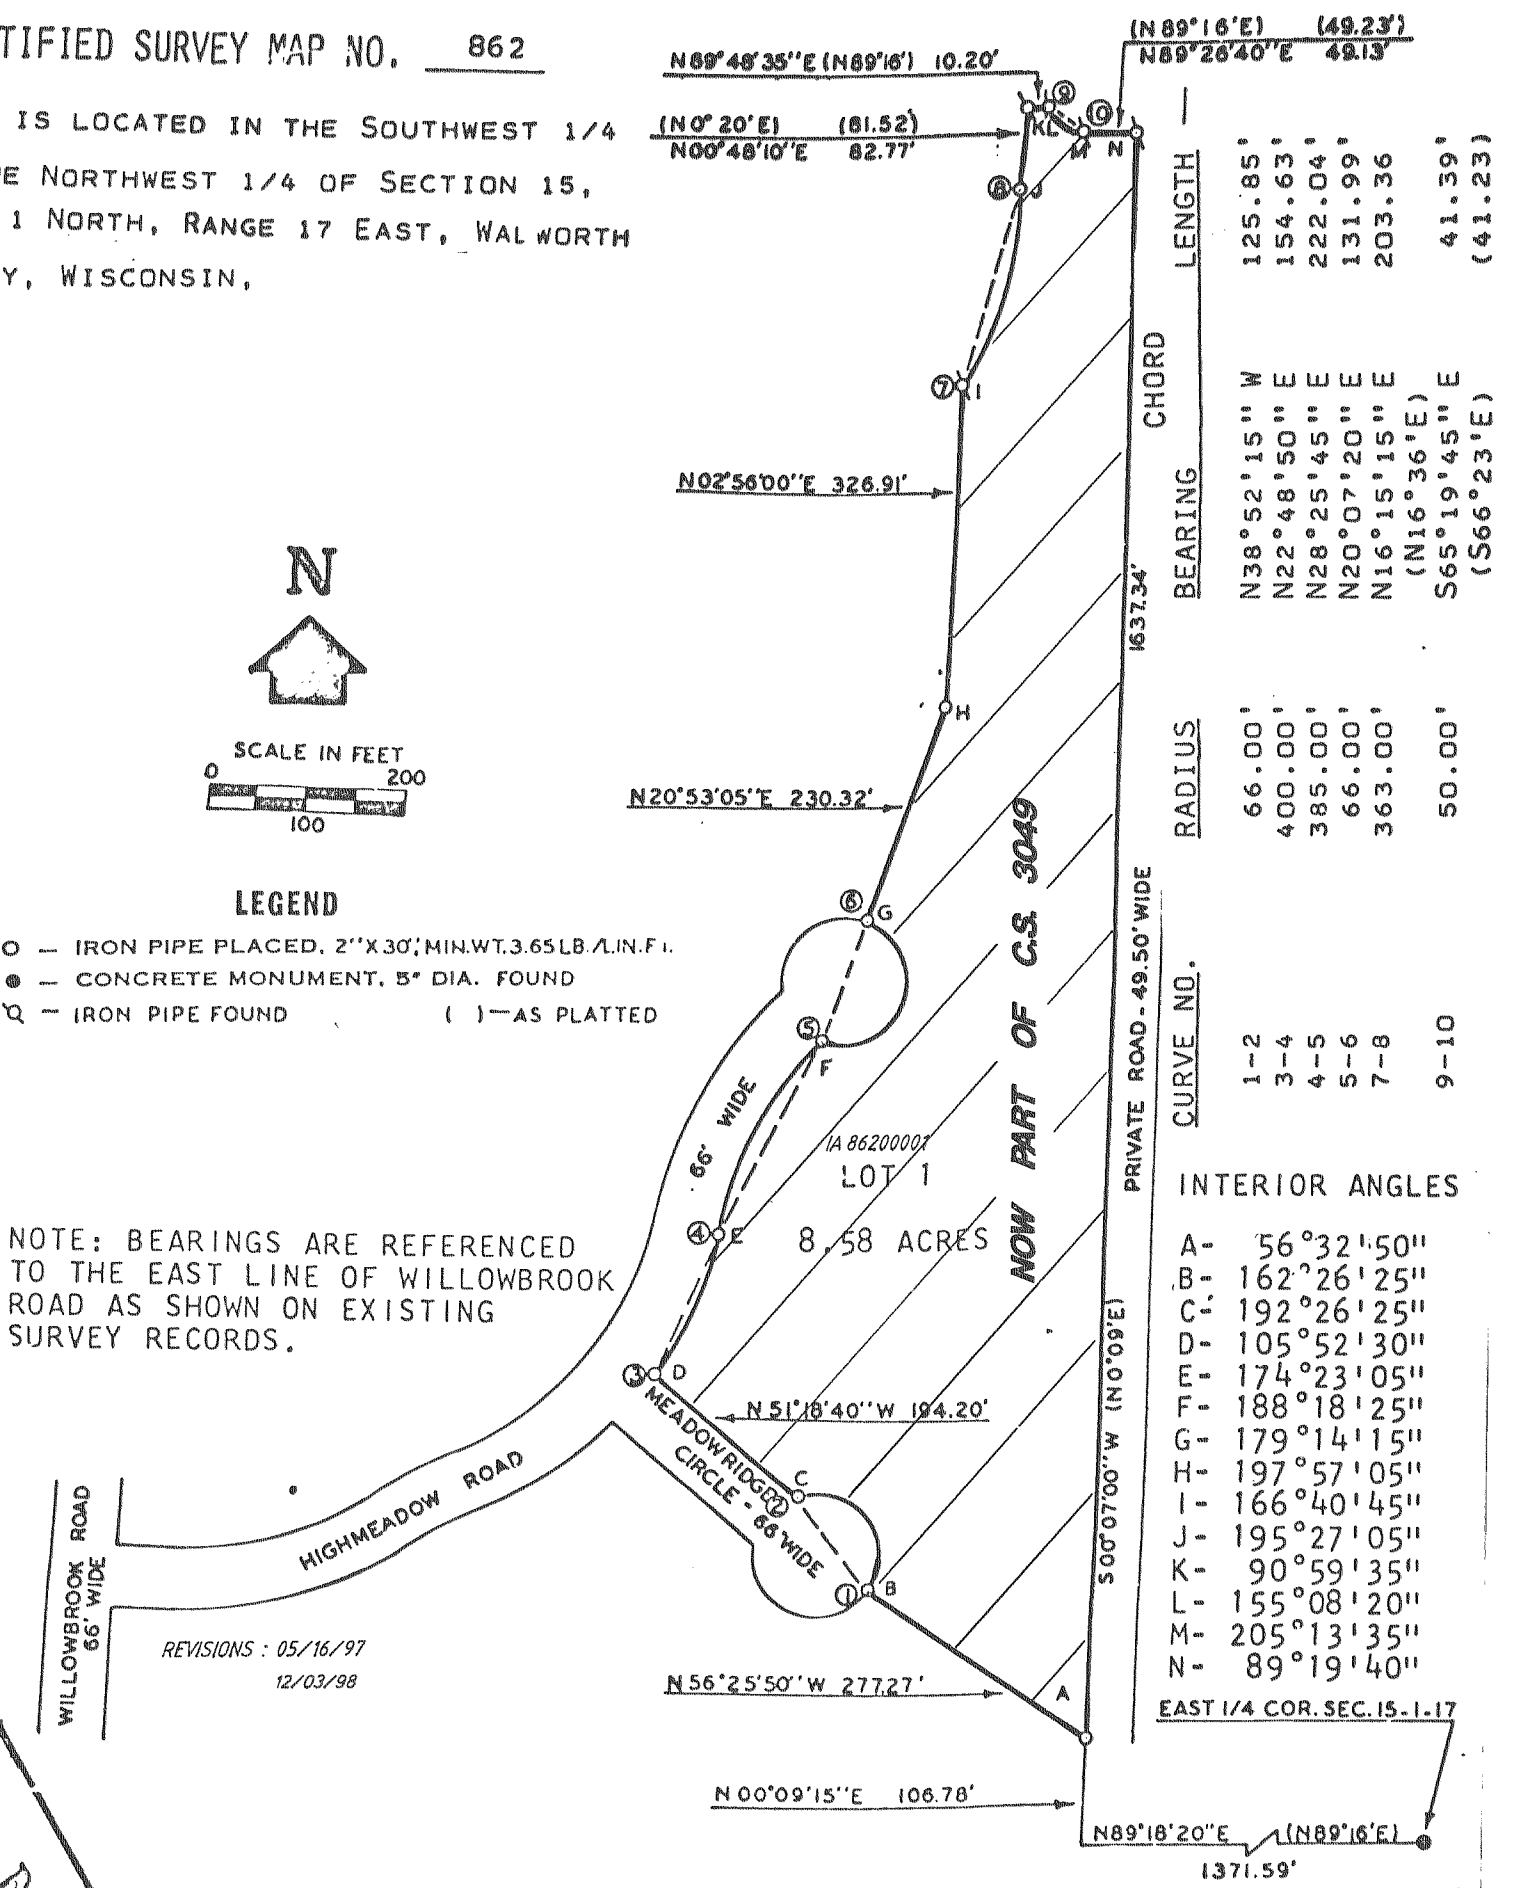 TIFIED SURVEY MAP NO. 862
IS LOCATED IN THE SOUTHWEST 1/4
E NORTHWEST 1/4 OF SECTION 15,
1 NORTH, RANGE 17 EAST, WALWORTH
Y, WISCONSIN,
N89°48'35"E (N89°16') 10.20'
(N 89°16'E) (49.23')
N89°26'40"E 49.13'
(N0°20'E) (81.52)
N00°48'10"E 82.77'
9
10
K L
M N
8 J
7 I
N02°56'00"E 326.91'
H
N20°53'05"E 230.32'
6 G
5
F
4 E
3 D
C
2
1 B
A
N
SCALE IN FEET
0 200
100
LEGEND
O — IRON PIPE PLACED, 2"X30", MIN.WT.3.65LB./LIN.FT.
● — CONCRETE MONUMENT, 5" DIA. FOUND
— IRON PIPE FOUND ( )—AS PLATTED
NOTE: BEARINGS ARE REFERENCED
TO THE EAST LINE OF WILLOWBROOK
ROAD AS SHOWN ON EXISTING
SURVEY RECORDS.
66' WIDE
IA 86200001
LOT 1
8.58 ACRES
NOW PART OF C.S. 3049
1637.34'
PRIVATE ROAD - 49.50' WIDE
S00°07'00"W (N0°09'E)
N 51°18'40"W 194.20'
MEADOWRIDGE
CIRCLE - 66' WIDE
HIGHMEADOW ROAD
WILLOWBROOK ROAD
66' WIDE
REVISIONS : 05/16/97
12/03/98
N56°25'50"W 277.27'
N00°09'15"E 106.78'
N89°18'20"E (N89°16'E)
1371.59'
EAST 1/4 COR. SEC. 15-1-17
CHORD
CURVE NO. RADIUS BEARING LENGTH
1-2 66.00' N38°52'15" W 125.85'
3-4 400.00' N22°48'50" E 154.63'
4-5 385.00' N28°25'45" E 222.04'
5-6 66.00' N20°07'20" E 131.99'
7-8 363.00' N16°15'15" E 203.36
(N16°36'E)
9-10 50.00' S65°19'45" E 41.39'
(S66°23'E) (41.23)
INTERIOR ANGLES
A- 56°32'50"
B- 162°26'25"
C- 192°26'25"
D- 105°52'30"
E- 174°23'05"
F- 188°18'25"
G- 179°14'15"
H- 197°57'05"
I- 166°40'45"
J- 195°27'05"
K- 90°59'35"
L- 155°08'20"
M- 205°13'35"
N- 89°19'40"